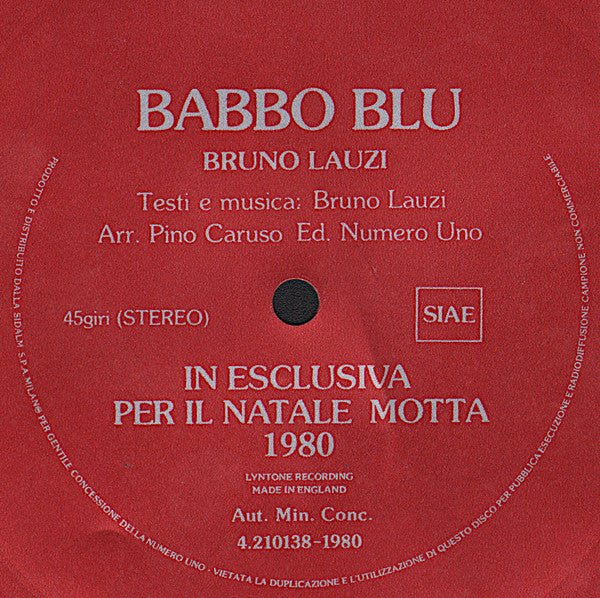 BABBO BLU
BRUNO LAUZI
Testi e musica: Bruno Lauzi
Arr. Pino Caruso Ed. Numero Uno
45giri (STEREO)
SIAE
IN ESCLUSIVA
PER IL NATALE MOTTA
1980
LYNTONE RECORDING
MADE IN ENGLAND
Aut. Min. Conc.
4.210138-1980
PRODOTTO E DISTRIBUITO DALLA SIDALM S.P.A. MILANO PER GENTILE CONCESSIONE DELLA NUMERO UNO - VIETATA LA DUPLICAZIONE E L'UTILIZZAZIONE DI QUESTO DISCO PER PUBBLICA ESECUZIONE E RADIODIFFUSIONE CAMPIONE NON COMMERCIABILE